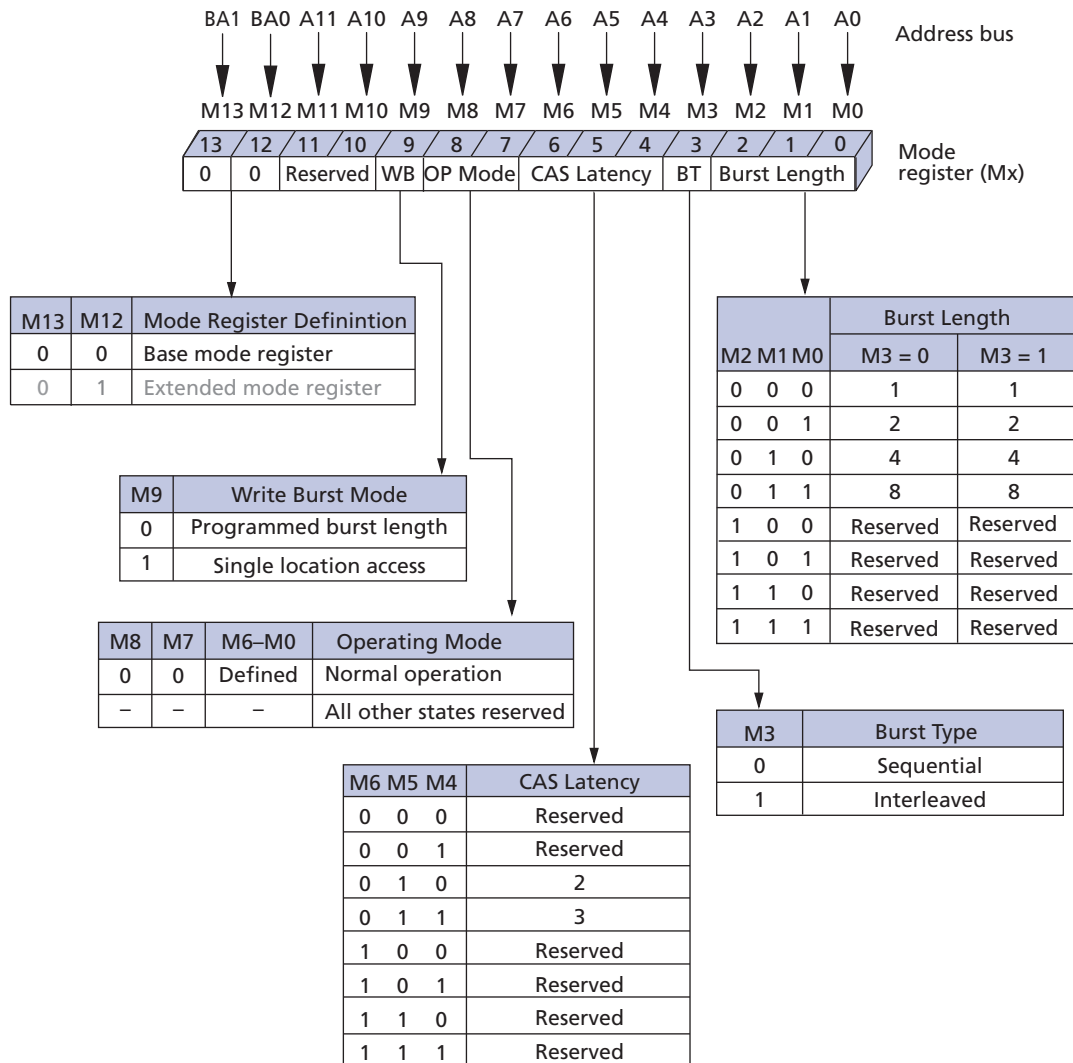 BA1 BA0 A11 A10 A9 A8 A7 A6 A5 A4 A3 A2 A1 A0
Address bus
M13 M12 M11 M10 M9 M8 M7 M6 M5 M4 M3 M2 M1 M0
13 12 11 10 9 8 7 6 5 4 3 2 1 0
0 0 Reserved WB OP Mode CAS Latency BT Burst Length
Mode
register (Mx)
M13 M12 Mode Register Definintion
0 0 Base mode register
0 1 Extended mode register
Burst Length
M2 M1 M0 M3 = 0 M3 = 1
0 0 0 1 1
0 0 1 2 2
0 1 0 4 4
0 1 1 8 8
1 0 0 Reserved Reserved
1 0 1 Reserved Reserved
1 1 0 Reserved Reserved
1 1 1 Reserved Reserved
M9 Write Burst Mode
0 Programmed burst length
1 Single location access
M8 M7 M6–M0 Operating Mode
0 0 Defined Normal operation
– – – All other states reserved
M3 Burst Type
0 Sequential
1 Interleaved
M6 M5 M4 CAS Latency
0 0 0 Reserved
0 0 1 Reserved
0 1 0 2
0 1 1 3
1 0 0 Reserved
1 0 1 Reserved
1 1 0 Reserved
1 1 1 Reserved